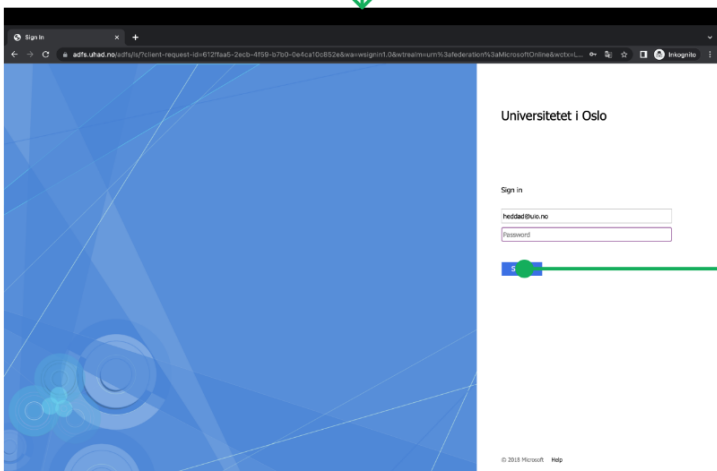 Sign In
adfs.uhad.no/adfs/ls/?client-request-id=612ffaa5-2ecb-4f59-b7b0-0e4ca10c852e&wa=wsignin1.0&wtrealm=urn%3afederation%3aMicrosoftOnline&wctx=L... Inkognito
Universitetet i Oslo
Sign in
heddad@uio.no
Password
© 2018 Microsoft Help